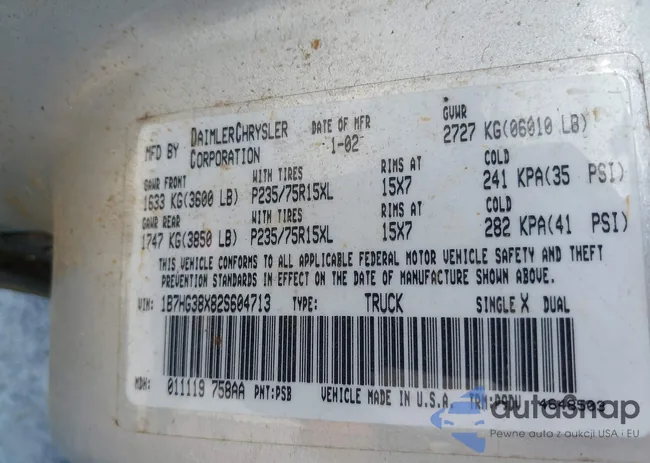 MFD BY DAIMLERCHRYSLER CORPORATION DATE OF MFR 1-02 GVWR 2727 KG(06010 LB)
GAWR FRONT WITH TIRES RIMS AT COLD
1633 KG(3600 LB) P235/75R15XL 15X7 241 KPA(35 PSI)
GAWR REAR WITH TIRES RIMS AT COLD
1747 KG(3850 LB) P235/75R15XL 15X7 282 KPA(41 PSI)
THIS VEHICLE CONFORMS TO ALL APPLICABLE FEDERAL MOTOR VEHICLE SAFETY AND THEFT
PREVENTION STANDARDS IN EFFECT ON THE DATE OF MANUFACTURE SHOWN ABOVE.
VIN: 1B7HG38X82S604713 TYPE: TRUCK SINGLE X DUAL
MDH: 011119 758AA PNT:PSB VEHICLE MADE IN U.S.A. TRM:PSDV 4648503
autasnap
Pewne auta z aukcji USA i EU